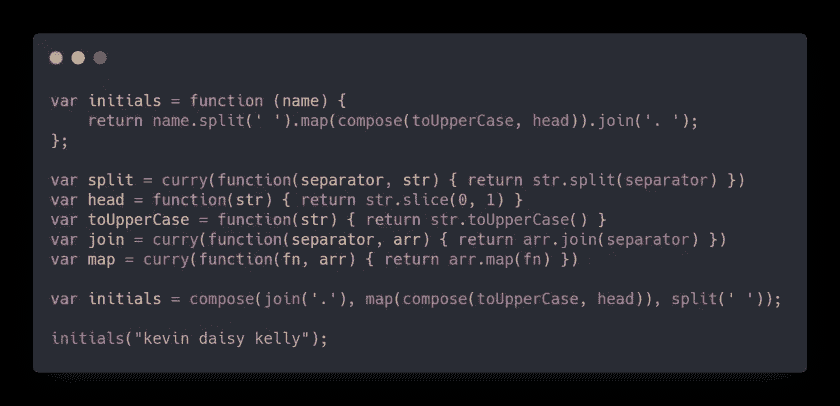 var initials = function (name) {
    return name.split(' ').map(compose(toUpperCase, head)).join('. ');
};
var split = curry(function(separator, str) { return str.split(separator) })
var head = function(str) { return str.slice(0, 1) }
var toUpperCase = function(str) { return str.toUpperCase() }
var join = curry(function(separator, arr) { return arr.join(separator) })
var map = curry(function(fn, arr) { return arr.map(fn) })
var initials = compose(join('.'), map(compose(toUpperCase, head)), split(' '));
initials("kevin daisy kelly");